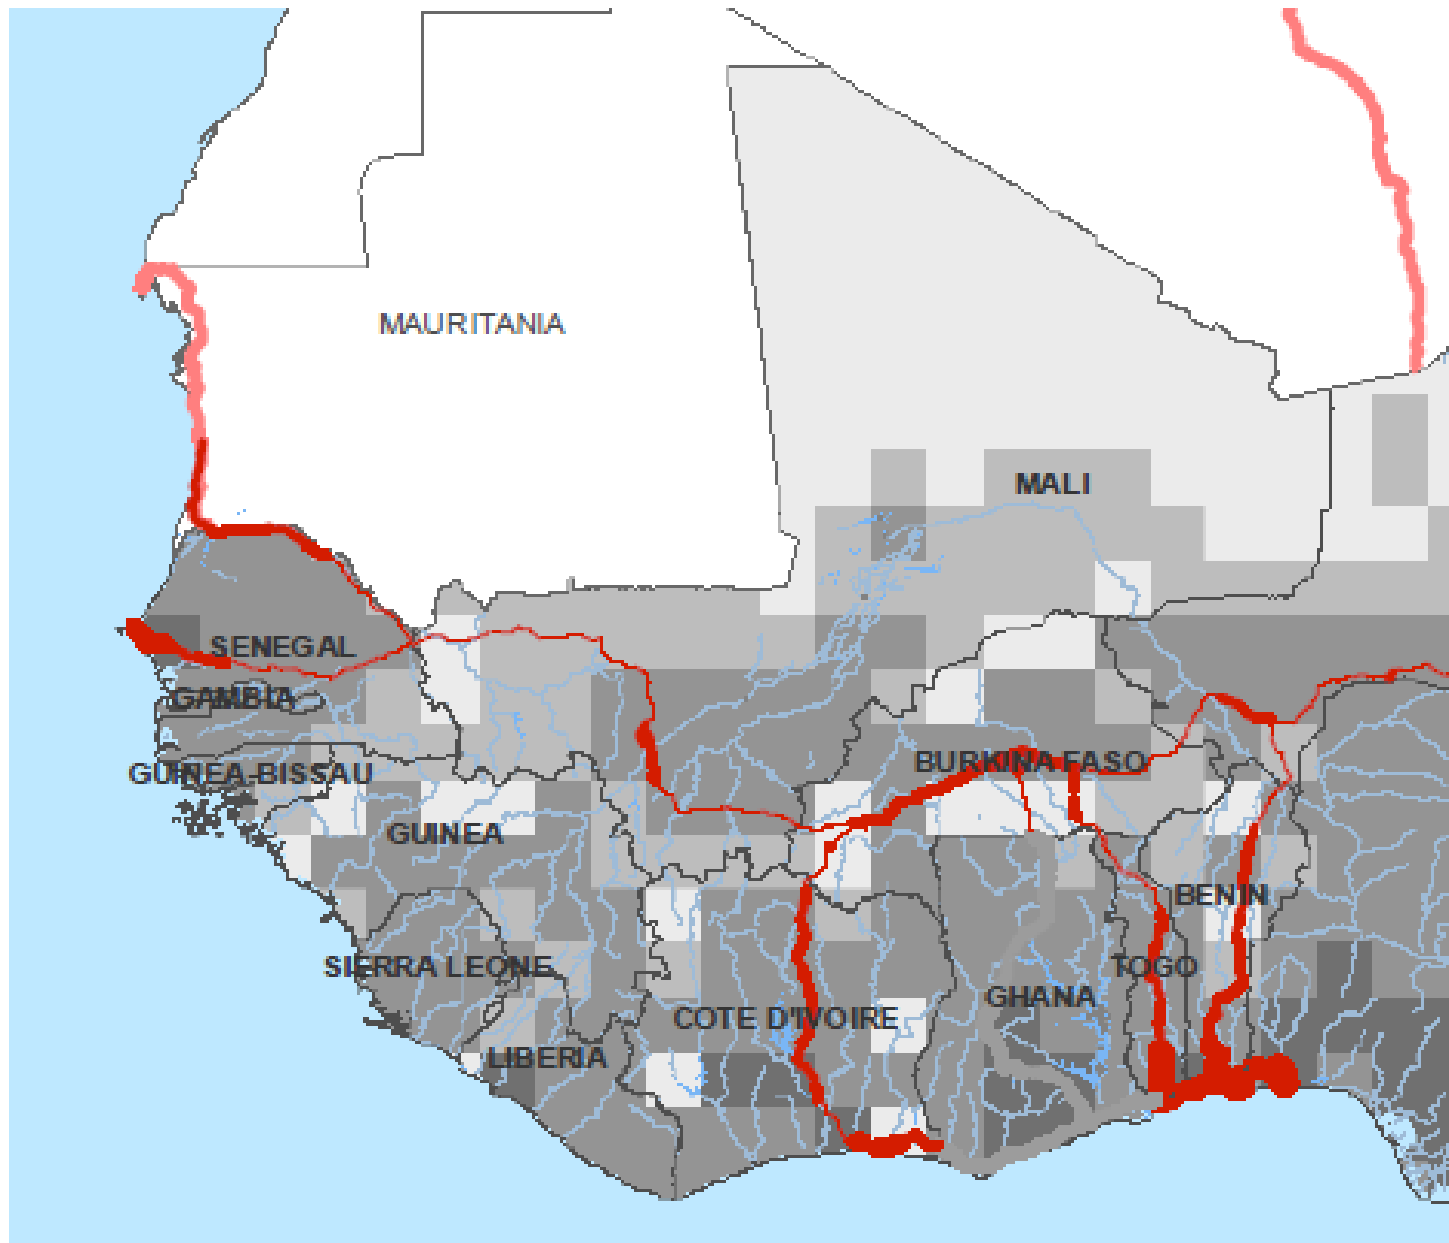 MAURITANIA
MALI
SENEGAL
GAMBIA
GUINEA-BISSAU
BURKINA FASO
GUINEA
BENIN
SIERRA LEONE
TOGO
GHANA
COTE D'IVOIRE
LIBERIA